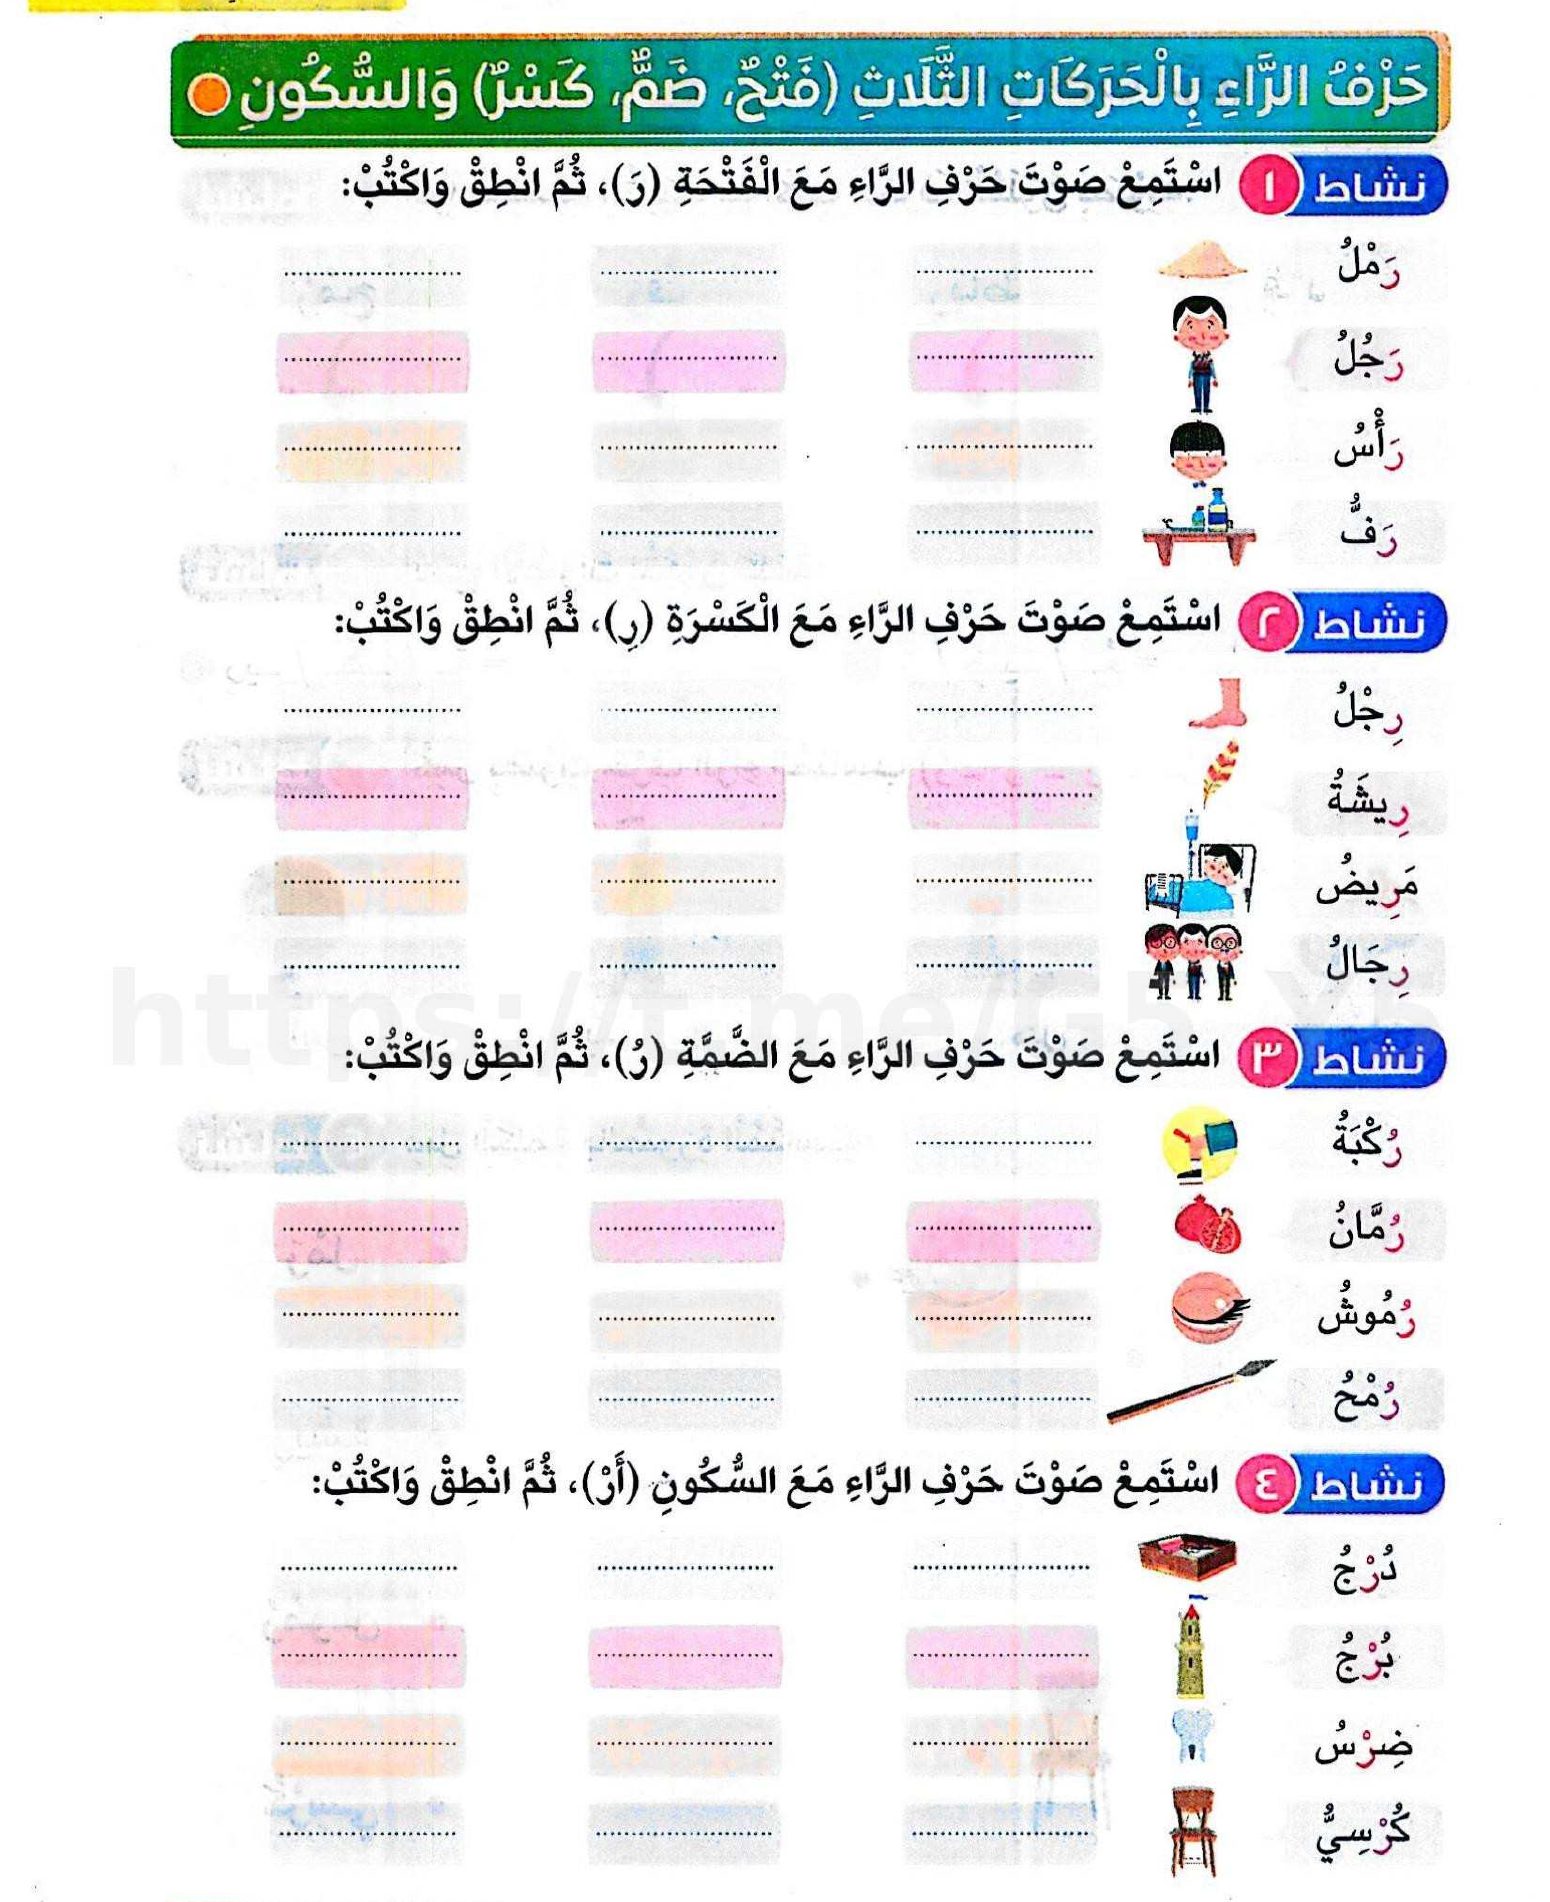 حَرْفُ الرَّاءِ بِالْحَرَكَاتِ الثَّلَاثِ (فَتْحٌ، ضَمٌّ، كَسْرٌ) وَالسُّكُونِ
نشاط ١ اسْتَمِعْ صَوْتَ حَرْفِ الرَّاءِ مَعَ الْفَتْحَةِ (رَ)، ثُمَّ انْطِقْ وَاكْتُبْ:
رَمْلُ
رَجُلُ
رَأْسُ
رَفُّ
نشاط ٢ اسْتَمِعْ صَوْتَ حَرْفِ الرَّاءِ مَعَ الْكَسْرَةِ (رِ)، ثُمَّ انْطِقْ وَاكْتُبْ:
رِجْلُ
رِيشَةُ
مَرِيضُ
رِجَالُ
نشاط ٣ اسْتَمِعْ صَوْتَ حَرْفِ الرَّاءِ مَعَ الضَّمَّةِ (رُ)، ثُمَّ انْطِقْ وَاكْتُبْ:
رُكْبَةُ
رُمَّانُ
رُمُوشُ
رُمْحُ
نشاط ٤ اسْتَمِعْ صَوْتَ حَرْفِ الرَّاءِ مَعَ السُّكُونِ (أَرْ)، ثُمَّ انْطِقْ وَاكْتُبْ:
دُرْجُ
بُرْجُ
ضِرْسُ
كُرْسِيُّ